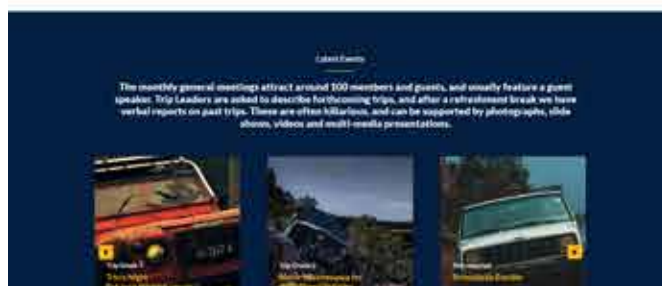 Latest Events
The monthly general meetings attract around 100 members and guests, and usually feature a guest
speaker. Trip Leaders are asked to describe forthcoming trips, and after a refreshment break we have
verbal reports on past trips. These are often hillarious, and can be supported by photographs, slide
shows, videos and multi-media presentations.